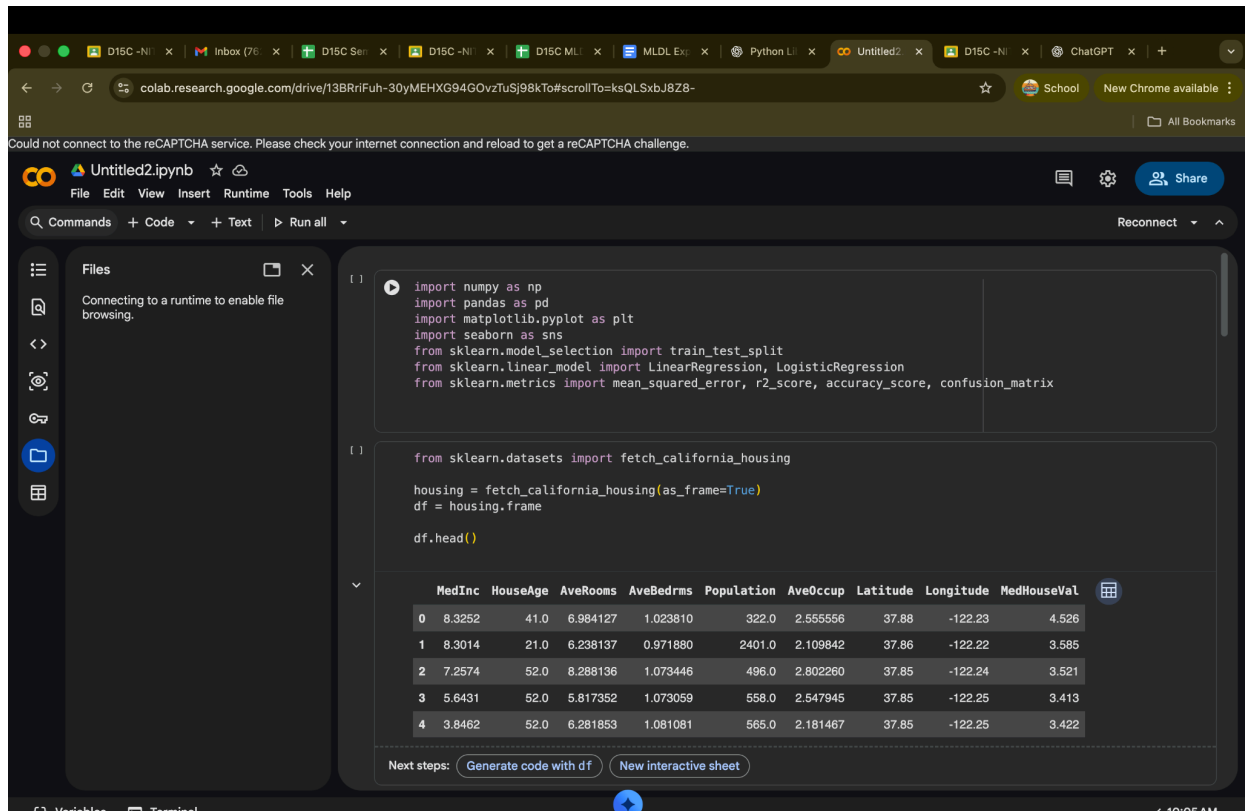 D15C -NI
Inbox (76
D15C Sen
D15C -NI
D15C ML
MLDL Exp
Python Li
Untitled2.
D15C -NI
ChatGPT
colab.research.google.com/drive/13BRriFuh-30yMEHXG94GOvzTuSj98kTo#scrollTo=ksQLSxbJ8Z8-
School
New Chrome available
All Bookmarks
Could not connect to the reCAPTCHA service. Please check your internet connection and reload to get a reCAPTCHA challenge.
Untitled2.ipynb
File Edit View Insert Runtime Tools Help
Share
Commands + Code + Text Run all
Reconnect
Files
Connecting to a runtime to enable file
browsing.
[ ]
import numpy as np
import pandas as pd
import matplotlib.pyplot as plt
import seaborn as sns
from sklearn.model_selection import train_test_split
from sklearn.linear_model import LinearRegression, LogisticRegression
from sklearn.metrics import mean_squared_error, r2_score, accuracy_score, confusion_matrix
[ ]
from sklearn.datasets import fetch_california_housing
housing = fetch_california_housing(as_frame=True)
df = housing.frame
df.head()
MedInc HouseAge AveRooms AveBedrms Population AveOccup Latitude Longitude MedHouseVal
0 8.3252 41.0 6.984127 1.023810 322.0 2.555556 37.88 -122.23 4.526
1 8.3014 21.0 6.238137 0.971880 2401.0 2.109842 37.86 -122.22 3.585
2 7.2574 52.0 8.288136 1.073446 496.0 2.802260 37.85 -122.24 3.521
3 5.6431 52.0 5.817352 1.073059 558.0 2.547945 37.85 -122.25 3.413
4 3.8462 52.0 6.281853 1.081081 565.0 2.181467 37.85 -122.25 3.422
Next steps: Generate code with df New interactive sheet
Variables Terminal
10:05 AM